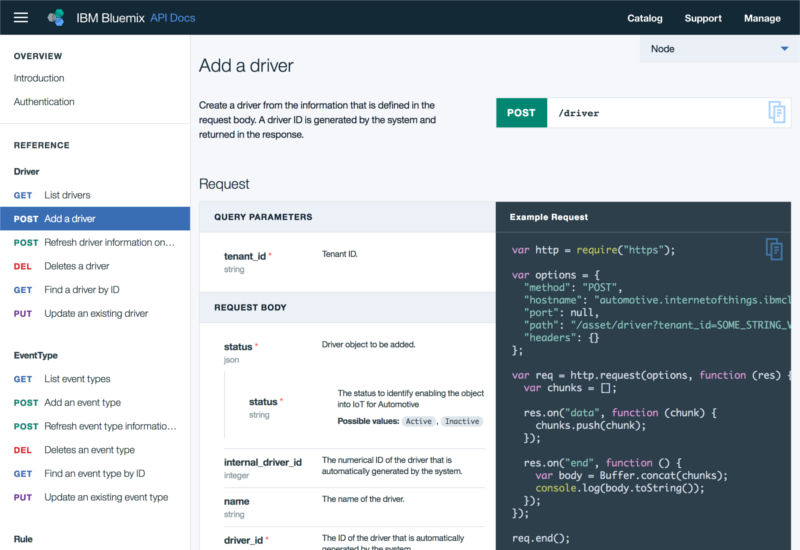 IBM Bluemix API Docs
Catalog Support Manage
OVERVIEW
Introduction
Authentication
REFERENCE
Driver
GET List drivers
POST Add a driver
POST Refresh driver information on…
DEL Deletes a driver
GET Find a driver by ID
PUT Update an existing driver
EventType
GET List event types
POST Add an event type
POST Refresh event type informatio…
DEL Deletes an event type
GET Find an event type by ID
PUT Update an existing event type
Rule
Node
Add a driver
Create a driver from the information that is defined in the
request body. A driver ID is generated by the system and
returned in the response.
POST /driver
Request
QUERY PARAMETERS
tenant_id * Tenant ID.
string
REQUEST BODY
status * Driver object to be added.
json
status * The status to identify enabling the object
string into IoT for Automotive
Possible values: Active , Inactive
internal_driver_id The numerical ID of the driver that is
integer automatically generated by the system.
name The name of the driver.
string
driver_id * The ID of the driver that is automatically
generated by the system
Example Request
var http = require("https");
var options = {
"method": "POST",
"hostname": "automotive.internetofthings.ibmcl
"port": null,
"path": "/asset/driver?tenant_id=SOME_STRING_V
"headers": {}
};
var req = http.request(options, function (res) {
var chunks = [];
res.on("data", function (chunk) {
chunks.push(chunk);
});
res.on("end", function () {
var body = Buffer.concat(chunks);
console.log(body.toString());
});
});
req.end();